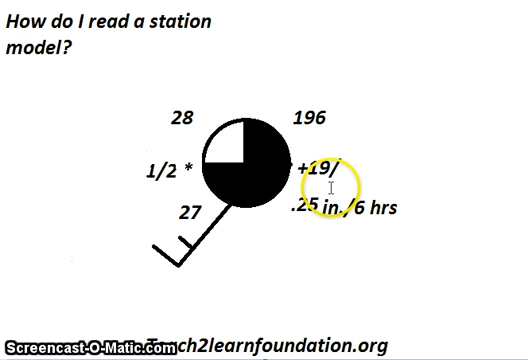 How do I read a station
model?
28
196
1/2 *
+19/
27
.25 in./6 hrs
Screencast-O-Matic.com
Teach2learnfoundation.org